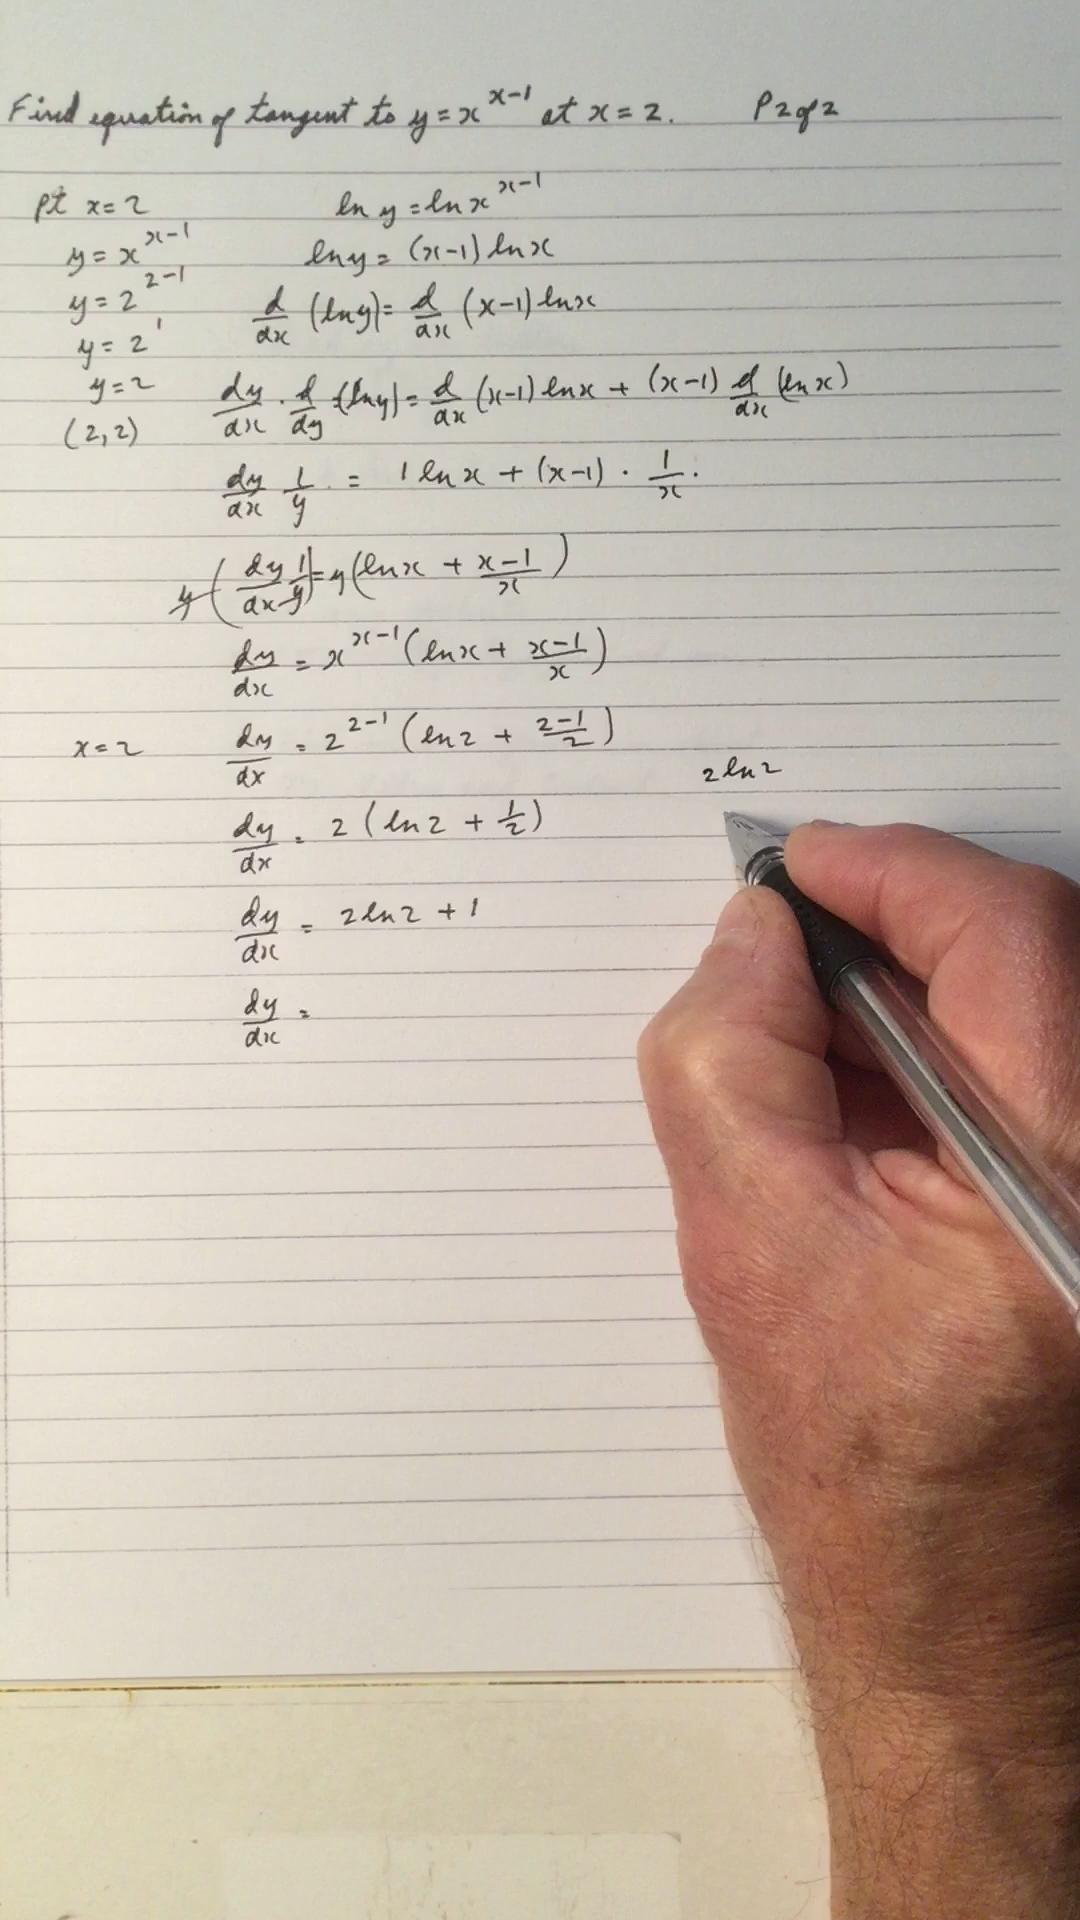 Find equation of tangent to y = x^(x-1) at x = 2. P2 of 2
Pt x = 2
y = x^(x-1)
y = 2^(2-1)
y = 2^1
y = 2
(2,2)
ln y = ln x^(x-1)
ln y = (x-1) ln x
d/dx (ln y) = d/dx (x-1) ln x
dy/dx · d/dy (ln y) = d/dx (x-1) ln x + (x-1) d/dx (ln x)
dy/dx 1/y = 1 ln x + (x-1) · 1/x.
y (dy/dx 1/y) = y (ln x + (x-1)/x)
dy/dx = x^(x-1) (ln x + (x-1)/x)
x = 2 dy/dx = 2^(2-1) (ln 2 + (2-1)/2)
2 ln 2
dy/dx = 2 (ln 2 + 1/2)
dy/dx = 2 ln 2 + 1
dy/dx =